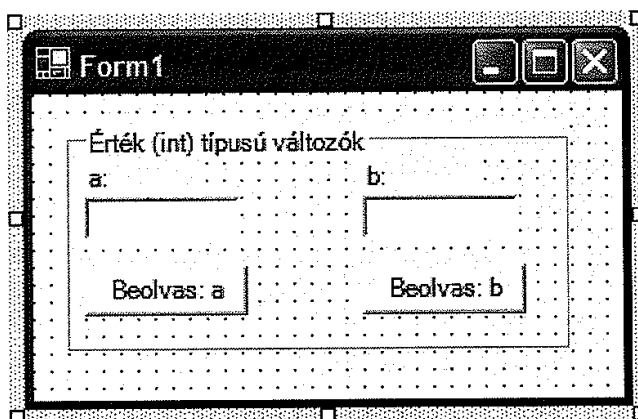 Form1
Érték (int) típusú változók
a:
b:
Beolvas: a
Beolvas: b